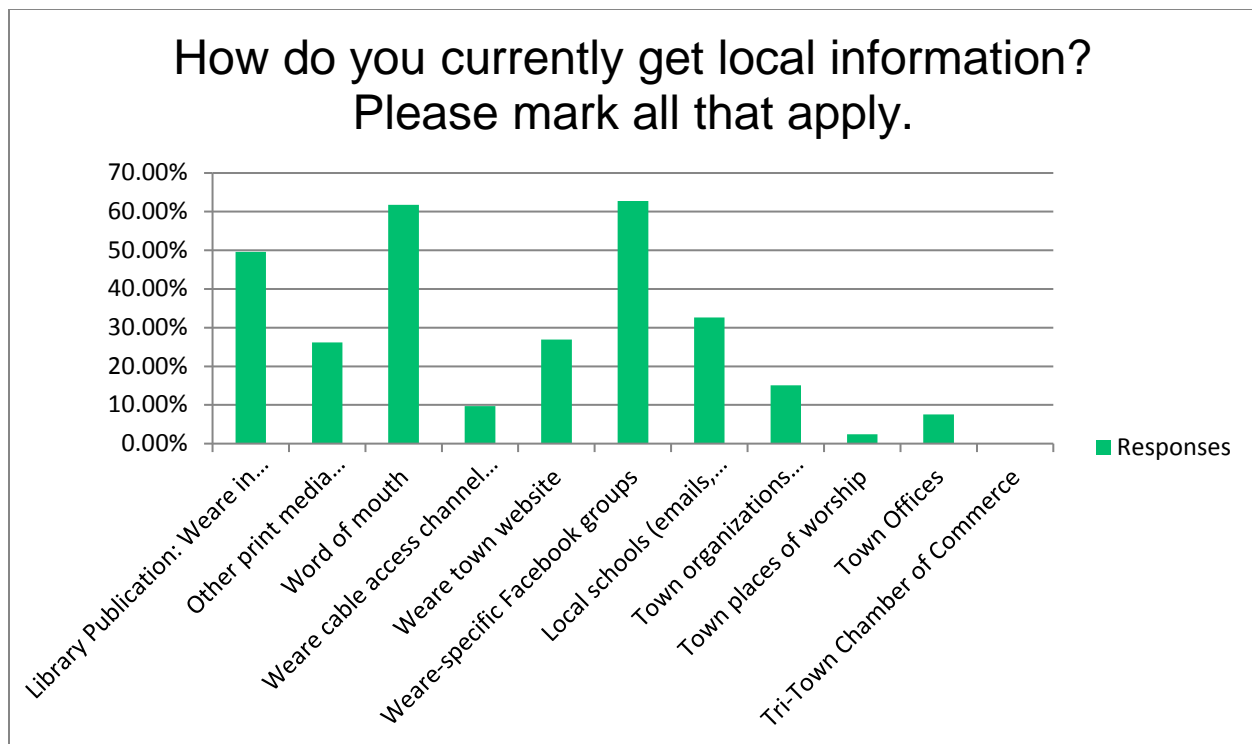 How do you currently get local information?
Please mark all that apply.
70.00%
60.00%
50.00%
40.00%
30.00%
20.00%
10.00%
0.00%
Library Publication: Weare in...
Other print media...
Word of mouth
Weare cable access channel...
Weare town website
Weare-specific Facebook groups
Local schools (emails,...
Town organizations...
Town places of worship
Town Offices
Tri-Town Chamber of Commerce
Responses